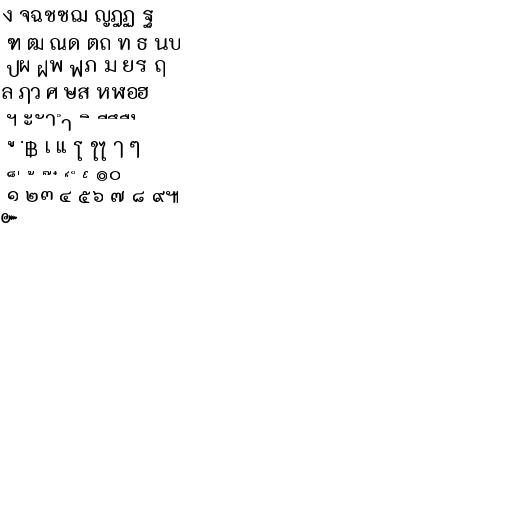 ง จฉชซฌ ญฎฏ ฐ
ฑ ฒ ณด ตถ ท ธ นบ
ปผ ฝพ ฟภ ม ยร ฤ
ล ฦว ศ ษส หฬอฮ
ฯ ะ ั า ำ ิ ี ึ ื
ุ ู ฺ ฿ เ แ โ ใไ ๅ ๆ
็ ่ ้ ๊ ๋ ์ ํ ๎ ๏๐
๑ ๒๓ ๔ ๕๖ ๗ ๘ ๙๚
๛